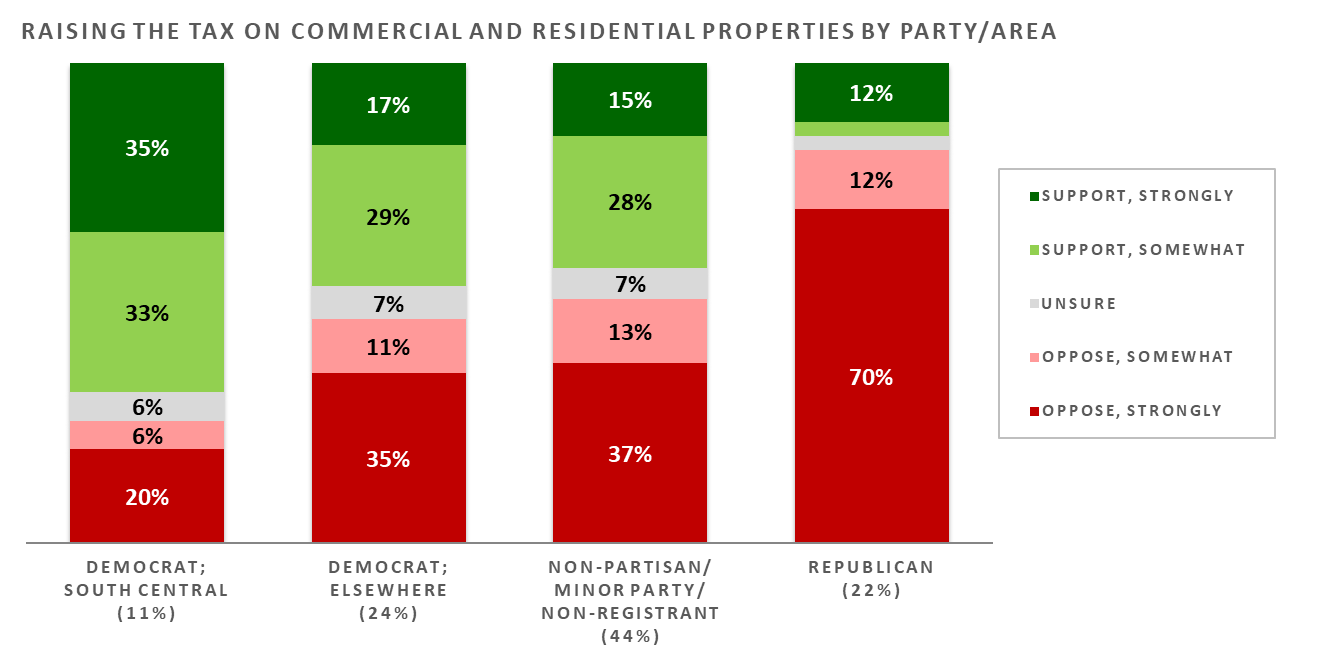 RAISING THE TAX ON COMMERCIAL AND RESIDENTIAL PROPERTIES BY PARTY/AREA
35%
33%
6%
6%
20%
17%
29%
7%
11%
35%
15%
28%
7%
13%
37%
12%
12%
70%
SUPPORT, STRONGLY
SUPPORT, SOMEWHAT
UNSURE
OPPOSE, SOMEWHAT
OPPOSE, STRONGLY
DEMOCRAT;
SOUTH CENTRAL
(11%)
DEMOCRAT;
ELSEWHERE
(24%)
NON-PARTISAN/
MINOR PARTY/
NON-REGISTRANT
(44%)
REPUBLICAN
(22%)